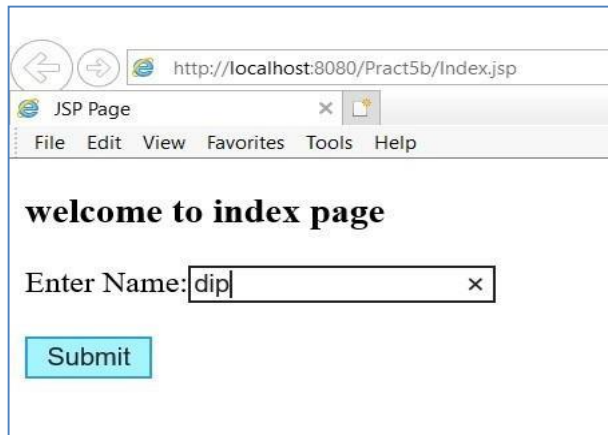 http://localhost:8080/Pract5b/Index.jsp
JSP Page
File Edit View Favorites Tools Help
welcome to index page
Enter Name:dip
Submit